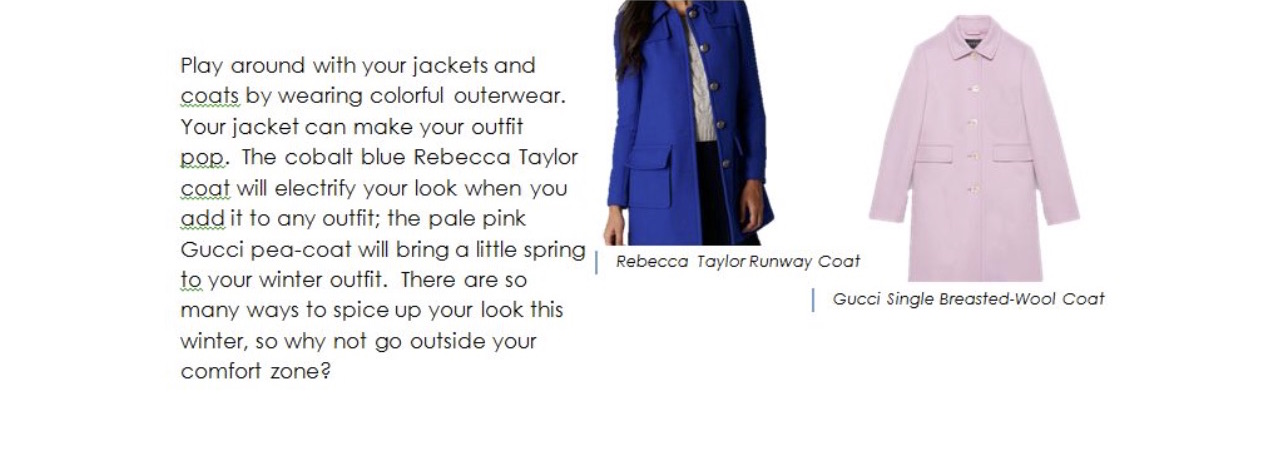 Play around with your jackets and
coats by wearing colorful outerwear.
Your jacket can make your outfit
pop.  The cobalt blue Rebecca Taylor
coat will electrify your look when you
add it to any outfit; the pale pink
Gucci pea-coat will bring a little spring
to your winter outfit.  There are so
many ways to spice up your look this
winter, so why not go outside your
comfort zone?
Rebecca Taylor Runway Coat
Gucci Single Breasted-Wool Coat